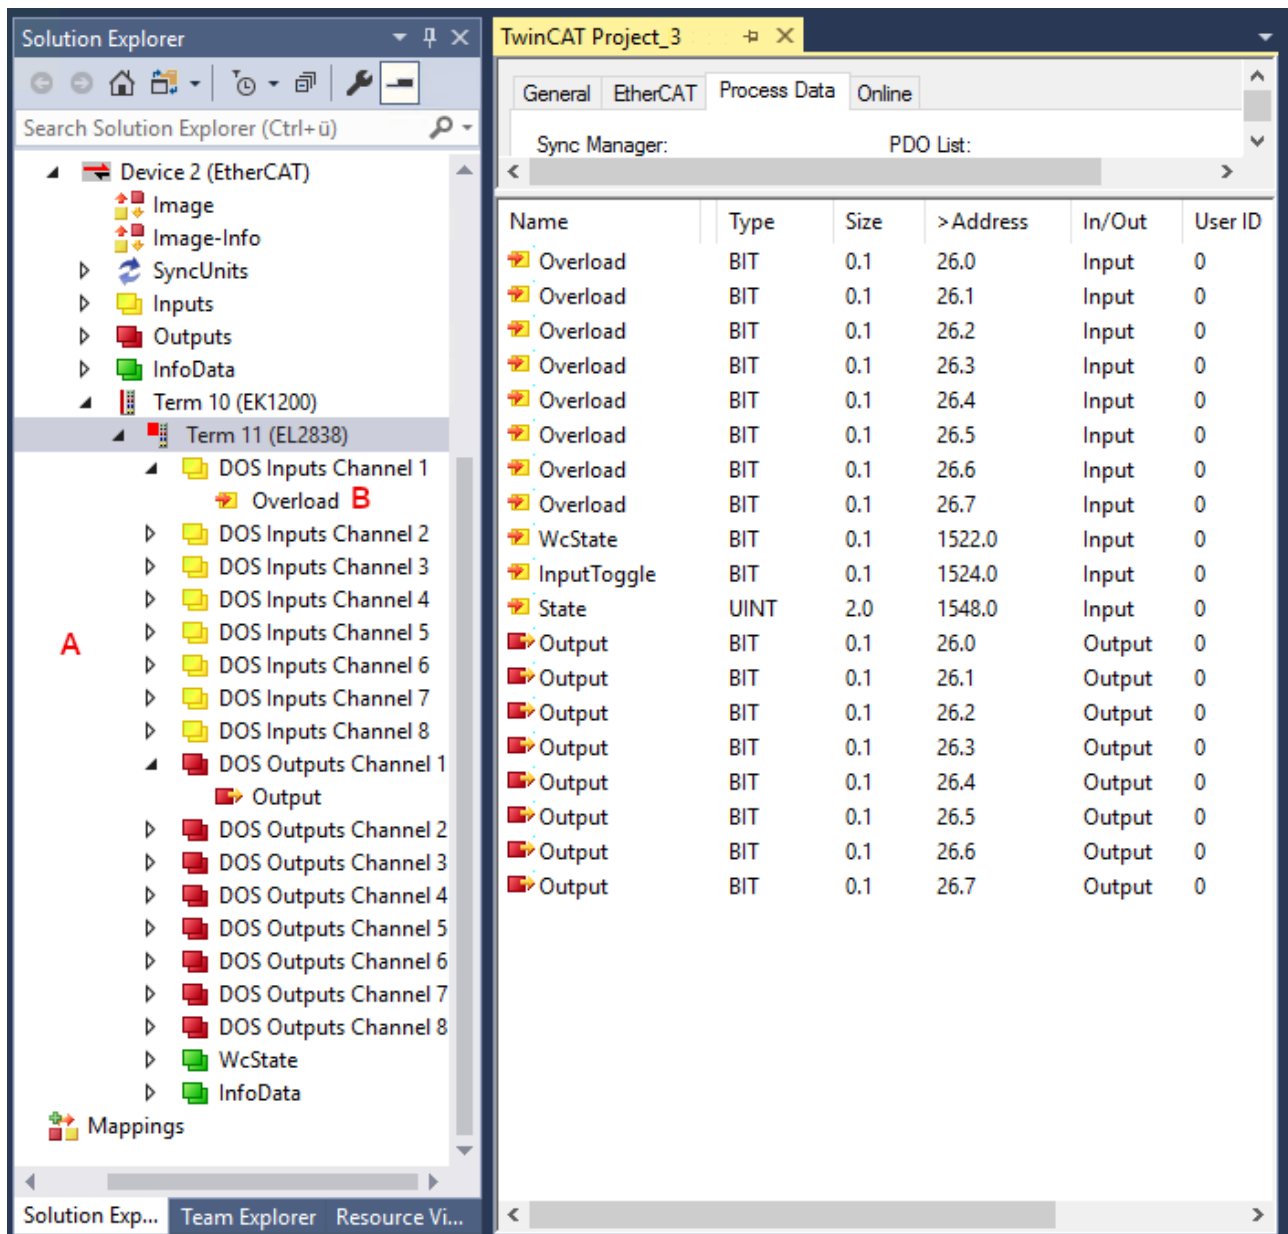 Solution Explorer
Search Solution Explorer (Ctrl+ü)
Device 2 (EtherCAT)
Image
Image-Info
SyncUnits
Inputs
Outputs
InfoData
Term 10 (EK1200)
Term 11 (EL2838)
DOS Inputs Channel 1
Overload B
DOS Inputs Channel 2
DOS Inputs Channel 3
DOS Inputs Channel 4
DOS Inputs Channel 5
A
DOS Inputs Channel 6
DOS Inputs Channel 7
DOS Inputs Channel 8
DOS Outputs Channel 1
Output
DOS Outputs Channel 2
DOS Outputs Channel 3
DOS Outputs Channel 4
DOS Outputs Channel 5
DOS Outputs Channel 6
DOS Outputs Channel 7
DOS Outputs Channel 8
WcState
InfoData
Mappings
Solution Exp... Team Explorer Resource Vi...
TwinCAT Project_3
General EtherCAT Process Data Online
Sync Manager: PDO List:
Name Type Size >Address In/Out User ID
Overload BIT 0.1 26.0 Input 0
Overload BIT 0.1 26.1 Input 0
Overload BIT 0.1 26.2 Input 0
Overload BIT 0.1 26.3 Input 0
Overload BIT 0.1 26.4 Input 0
Overload BIT 0.1 26.5 Input 0
Overload BIT 0.1 26.6 Input 0
Overload BIT 0.1 26.7 Input 0
WcState BIT 0.1 1522.0 Input 0
InputToggle BIT 0.1 1524.0 Input 0
State UINT 2.0 1548.0 Input 0
Output BIT 0.1 26.0 Output 0
Output BIT 0.1 26.1 Output 0
Output BIT 0.1 26.2 Output 0
Output BIT 0.1 26.3 Output 0
Output BIT 0.1 26.4 Output 0
Output BIT 0.1 26.5 Output 0
Output BIT 0.1 26.6 Output 0
Output BIT 0.1 26.7 Output 0